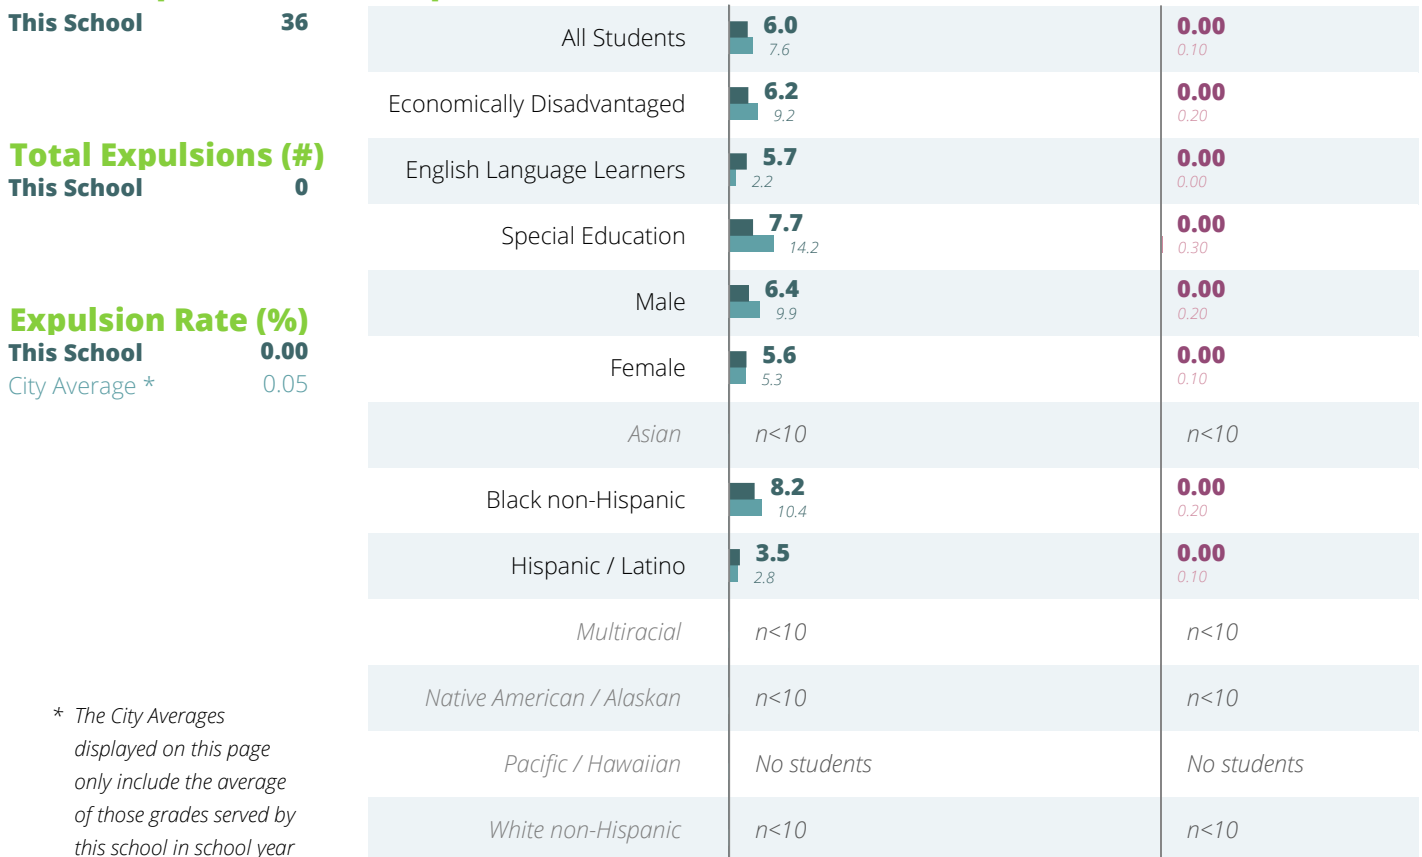 This School 36
Total Expulsions (#)
This School 0
Expulsion Rate (%)
This School 0.00
City Average * 0.05
* The City Averages
displayed on this page
only include the average
of those grades served by
this school in school year
All Students 6.0 0.00
7.6 0.10
Economically Disadvantaged 6.2 0.00
9.2 0.20
English Language Learners 5.7 0.00
2.2 0.00
Special Education 7.7 0.00
14.2 0.30
Male 6.4 0.00
9.9 0.20
Female 5.6 0.00
5.3 0.10
Asian n<10 n<10
Black non-Hispanic 8.2 0.00
10.4 0.20
Hispanic / Latino 3.5 0.00
2.8 0.10
Multiracial n<10 n<10
Native American / Alaskan n<10 n<10
Pacific / Hawaiian No students No students
White non-Hispanic n<10 n<10